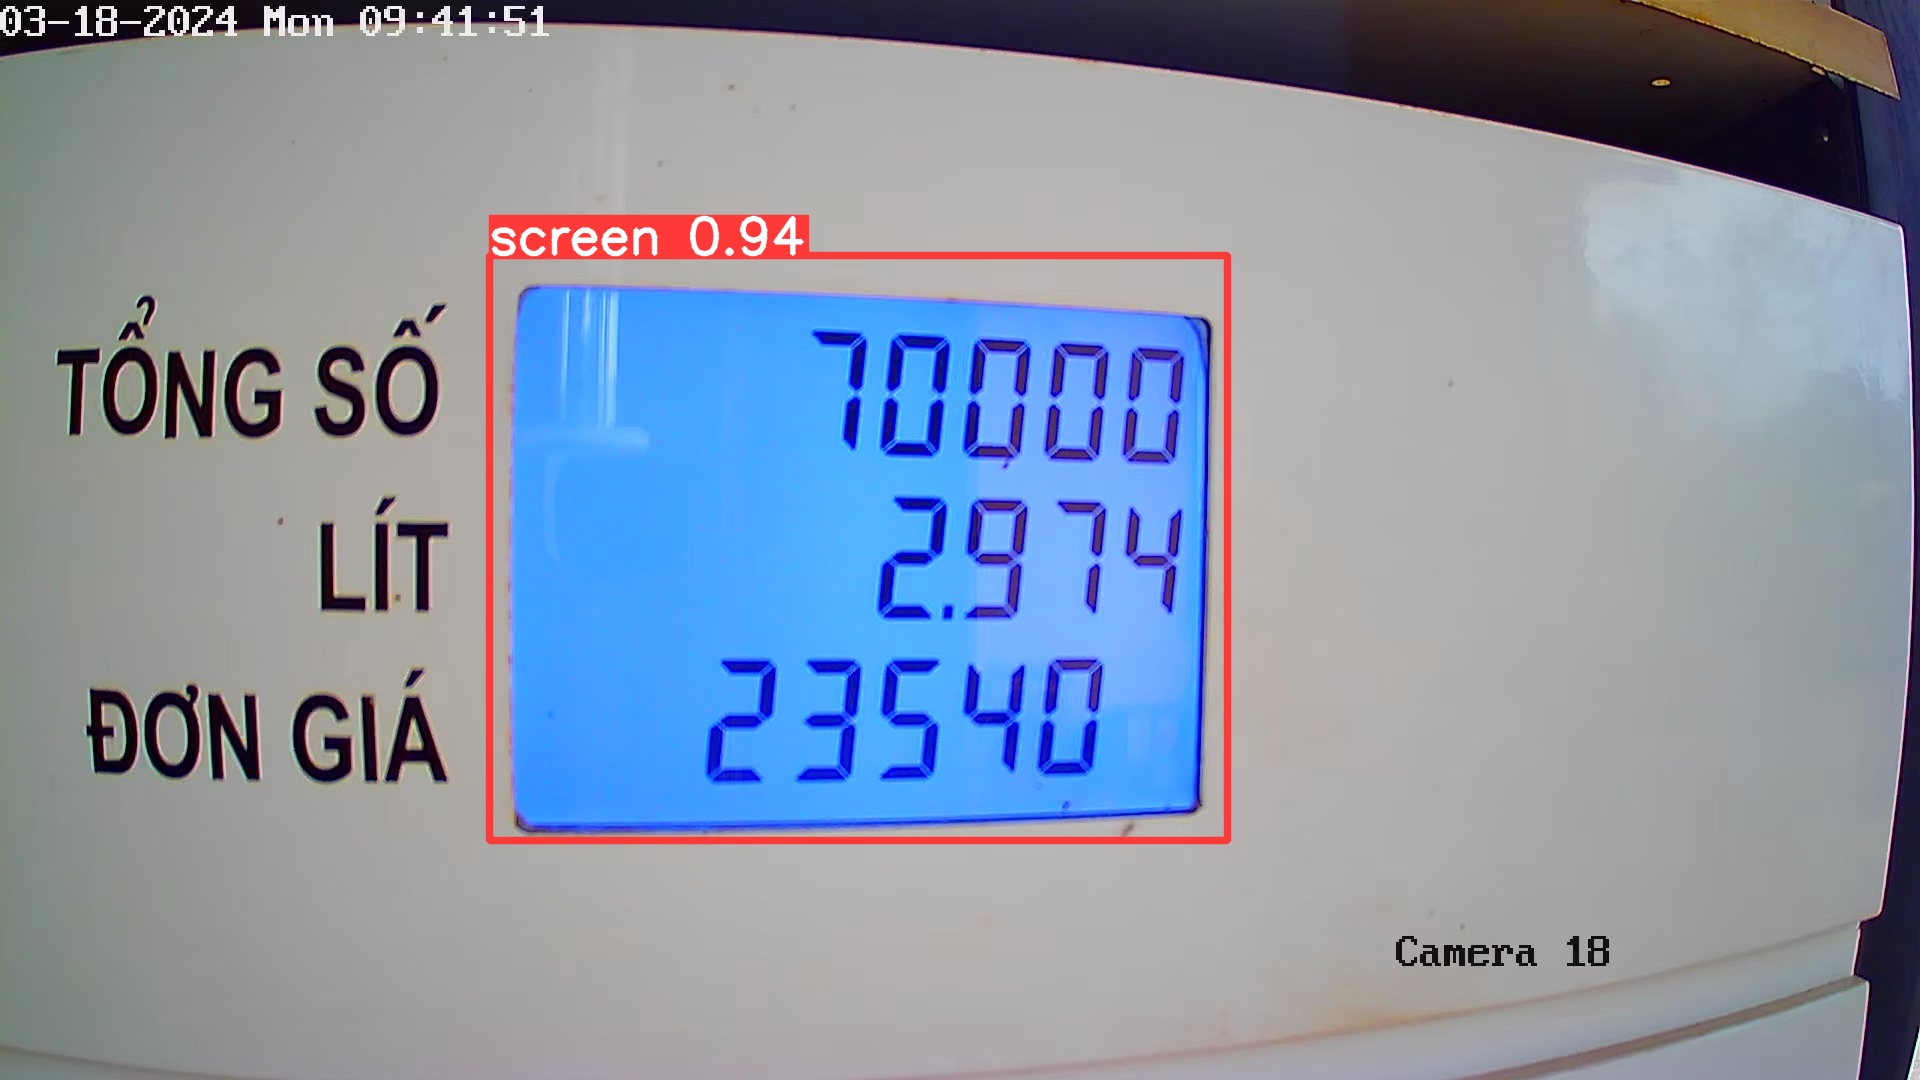 03-18-2024 Mon 09:41:51
screen 0.94
TỔNG SỐ 70000
LÍT 2.974
ĐƠN GIÁ 23540
Camera 18